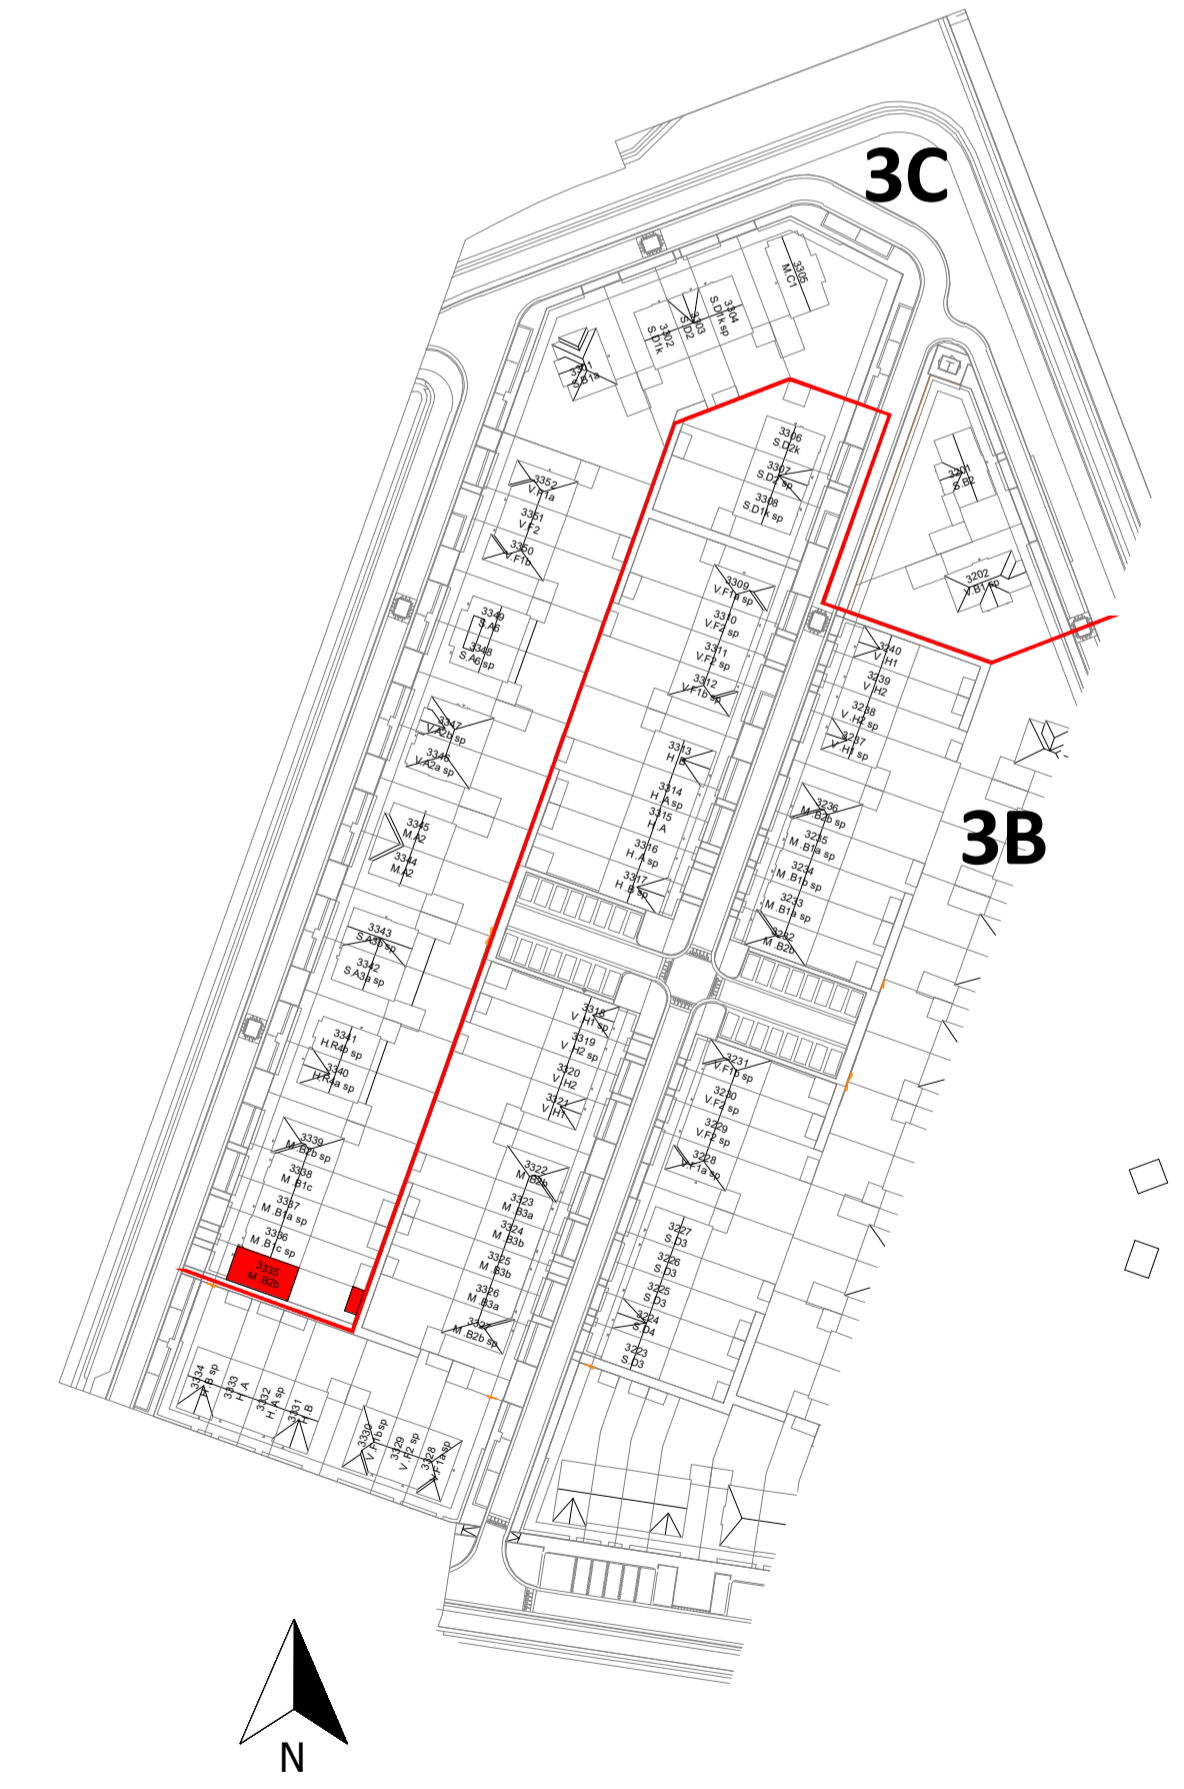 3C
3305
M.C1
3304
S.D1k sp
3303
S.D2
3302
S.D1k
3301
S.B1a
3306
S.D2k
3307
S.D2 sp
3308
S.D1k sp
3201
S.B2
3202
V.B1 sp
3352
V.F1a
3351
V.F2
3350
V.F1b
3349
S.A6
3348
S.A6 sp
3347
V.A2b sp
3346
V.A2a sp
3345
M.A2
3344
M.A2
3343
S.A3b sp
3342
S.A3a sp
3341
H.R4b sp
3340
H.R4a sp
3339
M.B2b sp
3338
M.B1c
3337
M.B1a sp
3336
M.B1c sp
3335
M.B2b
3309
V.F1a sp
3310
V.F2 sp
3311
V.F2 sp
3312
V.F1b sp
3313
H.B
3314
H.A sp
3315
H.A
3316
H.A sp
3317
H.B sp
3240
V.H1
3239
V.H2
3238
V.H2 sp
3237
V.H1 sp
3B
3236
M.B2b sp
3235
M.B1a sp
3234
M.B1b sp
3233
M.B1a sp
3232
M.B2b
3318
V.H1 sp
3319
V.H2 sp
3320
V.H2
3321
V.H1
3231
V.F1b sp
3230
V.F2 sp
3229
V.F2 sp
3228
V.F1a sp
3322
M.B2b
3323
M.B3a
3324
M.B3b
3325
M.B3b
3326
M.B3a
3327
M.B2b sp
3227
S.D3
3226
S.D3
3225
S.D3
3224
S.D4
3223
S.D3
3334
H.B sp
3333
H.A
3332
H.A sp
3331
H.B
3330
V.F1b sp
3329
V.F2 sp
3328
V.F1a sp
N